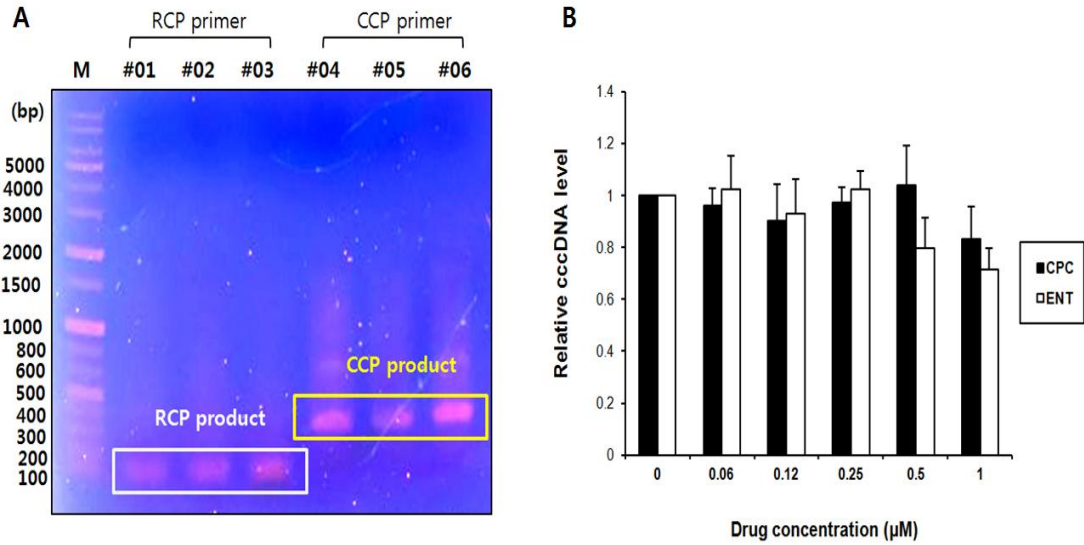 A
RCP primer CCP primer
M #01 #02 #03 #04 #05 #06
(bp)
5000
4000
3000
2000
1500
1000
800
600
500
400
300
200
100
CCP product
RCP product
B
1.4
1.2
1
0.8
0.6
0.4
0.2
0
Relative cccDNA level
0 0.06 0.12 0.25 0.5 1
Drug concentration (µM)
CPC
ENT